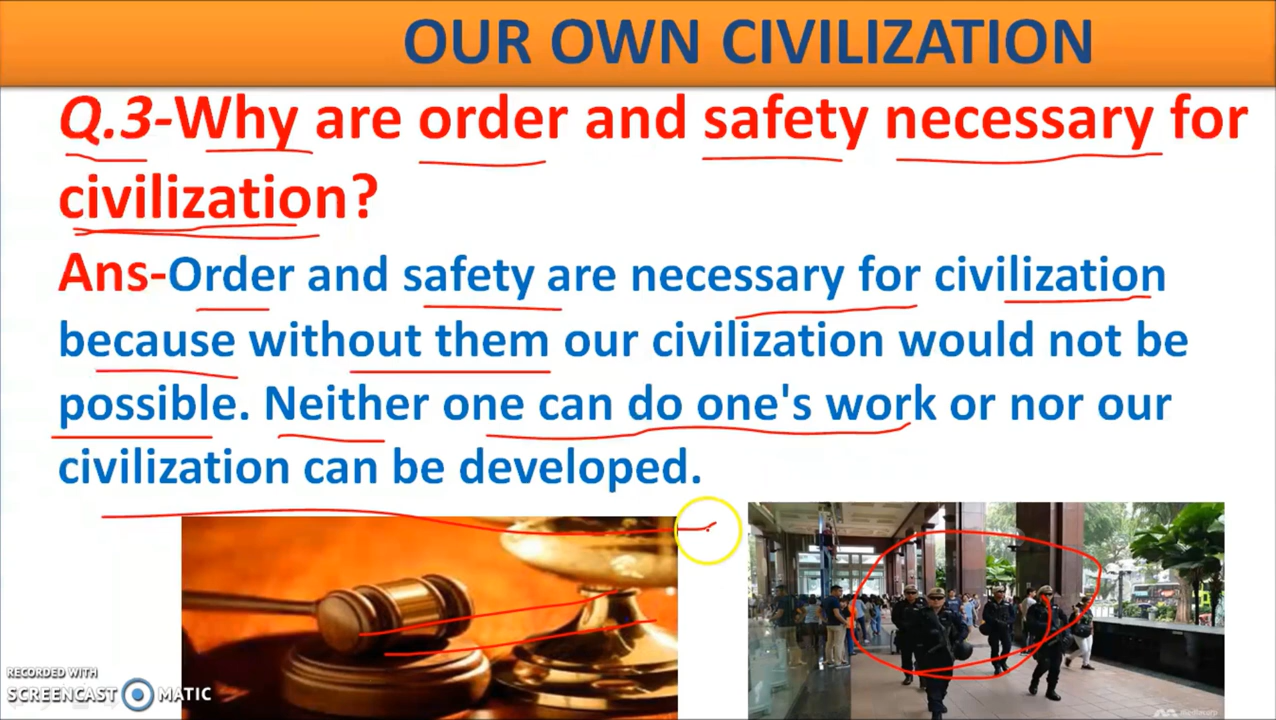 OUR OWN CIVILIZATION
Q.3-Why are order and safety necessary for
civilization?
Ans-Order and safety are necessary for civilization
because without them our civilization would not be
possible. Neither one can do one's work or nor our
civilization can be developed.
RECORDED WITH
SCREENCAST MATIC